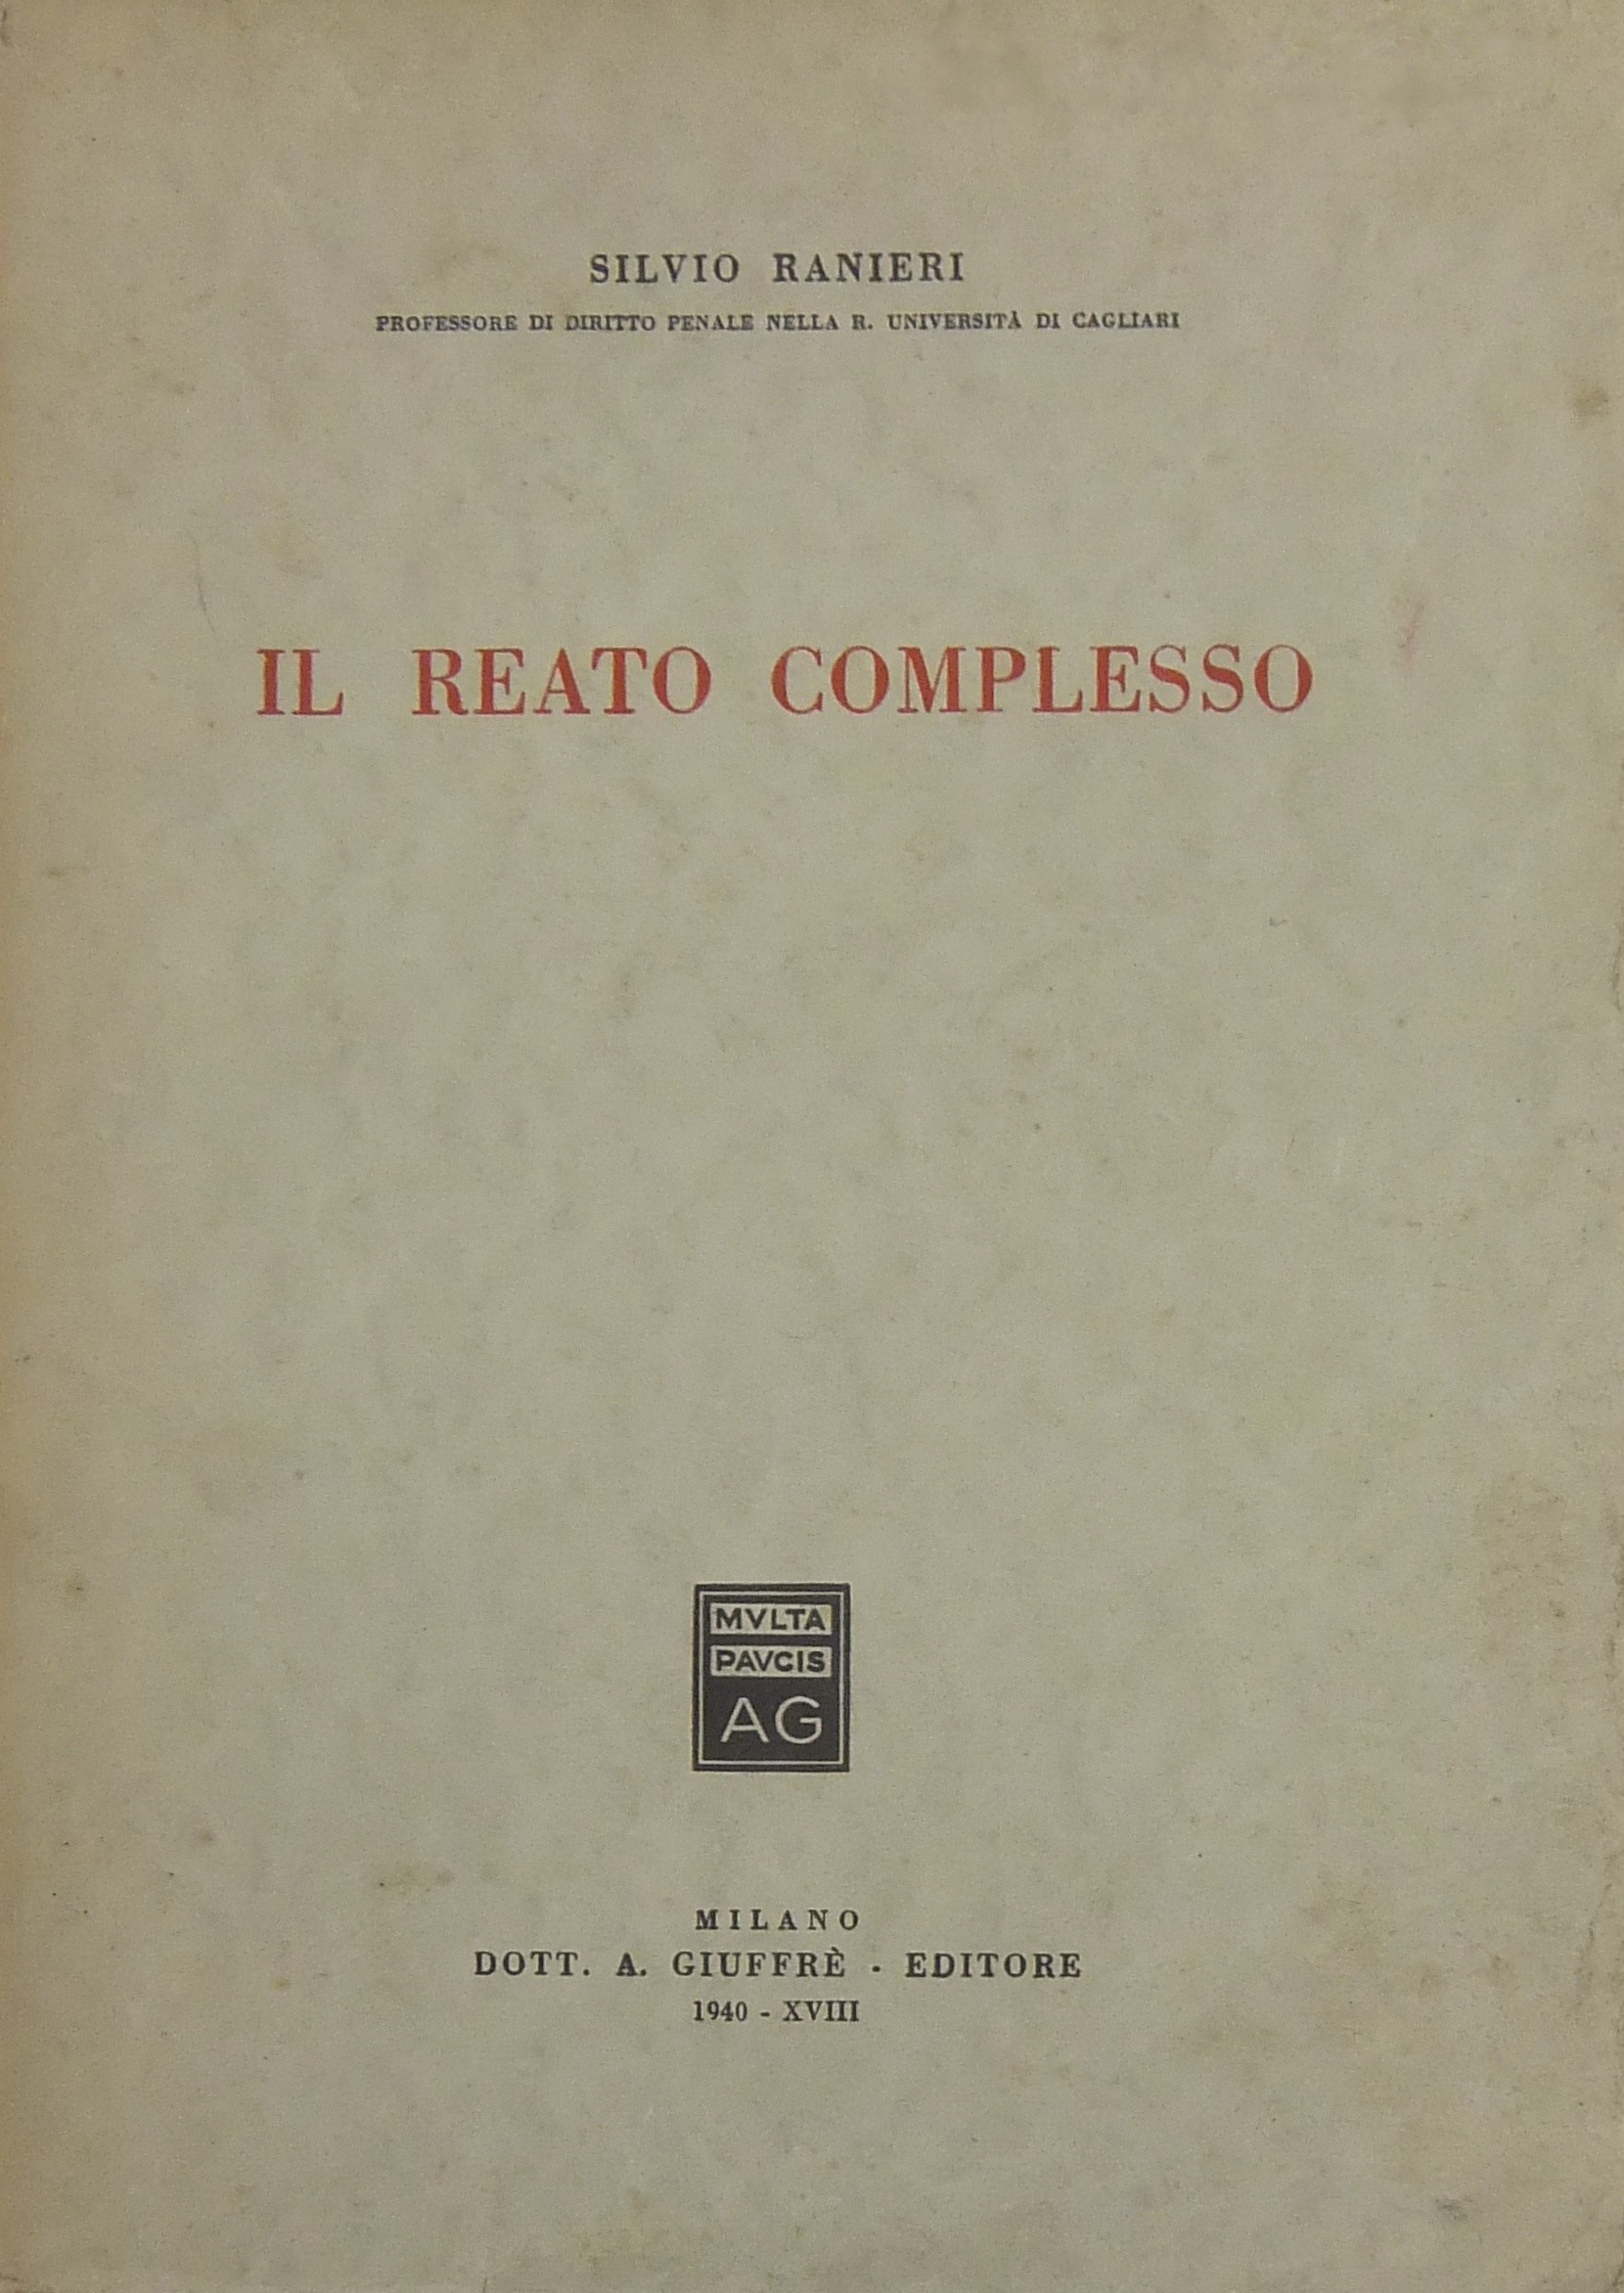 SILVIO RANIERI
PROFESSORE DI DIRITTO PENALE NELLA R. UNIVERSITÀ DI CAGLIARI
IL REATO COMPLESSO
MVLTA
PAVCIS
AG
MILANO
DOTT. A. GIUFFRÈ - EDITORE
1940 - XVIII